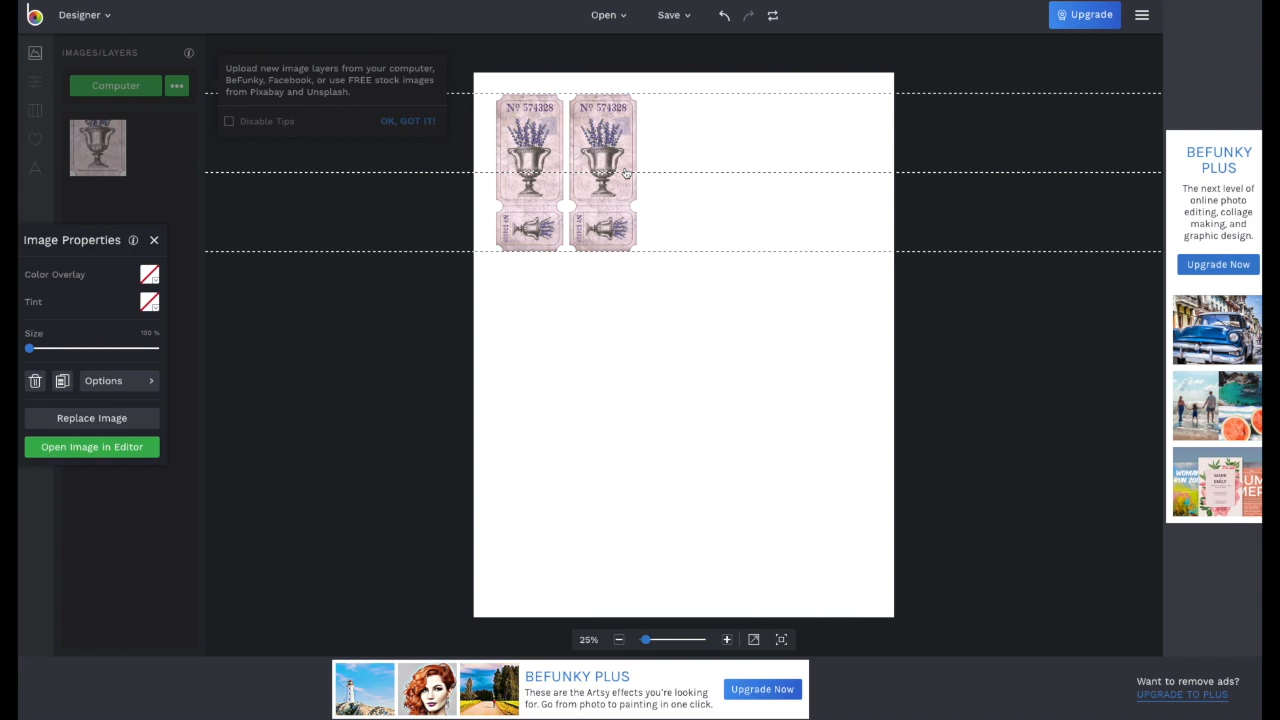 Designer
Open
Save
Upgrade
IMAGES/LAYERS
Computer
Upload new image layers from your computer,
BeFunky, Facebook, or use FREE stock images
from Pixabay and Unsplash.
Disable Tips
OK, GOT IT!
Image Properties
Color Overlay
Tint
Size
100 %
Options
Replace Image
Open Image in Editor
Nº 574328
Nº 574328
25%
BEFUNKY
PLUS
The next level of
online photo
editing, collage
making, and
graphic design.
Upgrade Now
BEFUNKY PLUS
These are the Artsy effects you're looking
for. Go from photo to painting in one click.
Upgrade Now
Want to remove ads?
UPGRADE TO PLUS